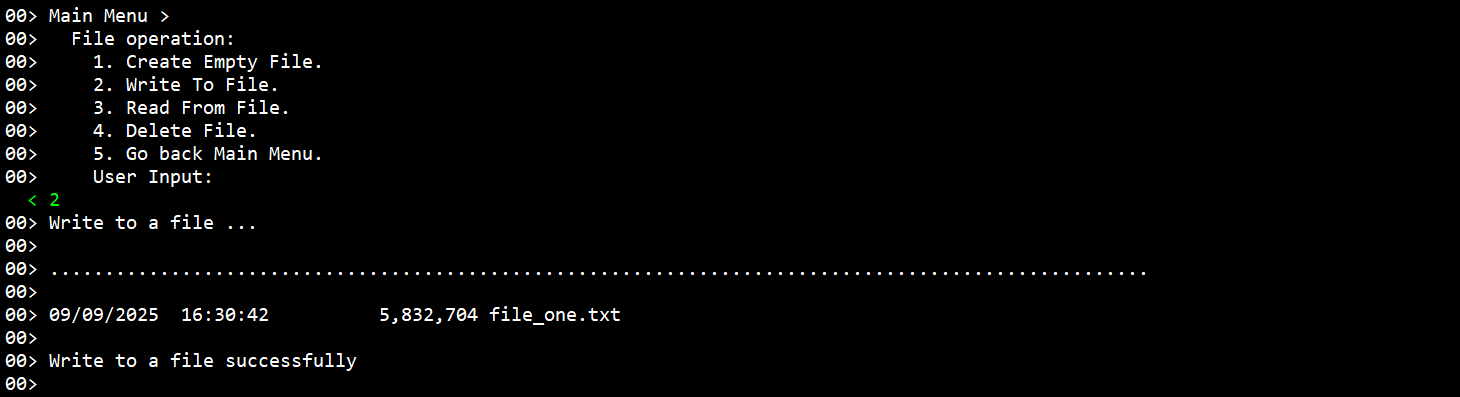 00> Main Menu >
00>   File operation:
00>     1. Create Empty File.
00>     2. Write To File.
00>     3. Read From File.
00>     4. Delete File.
00>     5. Go back Main Menu.
00>     User Input:
  < 2
00> Write to a file ...
00>
00> ....................................................................................................
00>
00> 09/09/2025  16:30:42          5,832,704 file_one.txt
00>
00> Write to a file successfully
00>